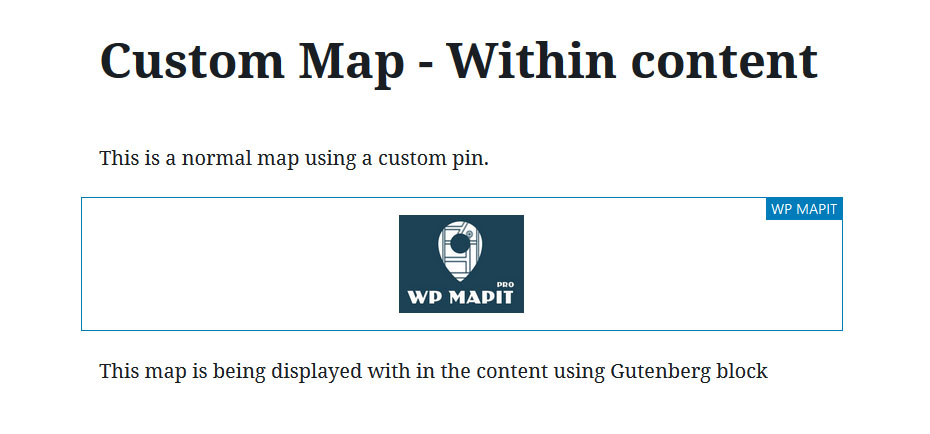 Custom Map - Within content
This is a normal map using a custom pin.
WP MAPIT
PRO
WP MAPIT
This map is being displayed with in the content using Gutenberg block